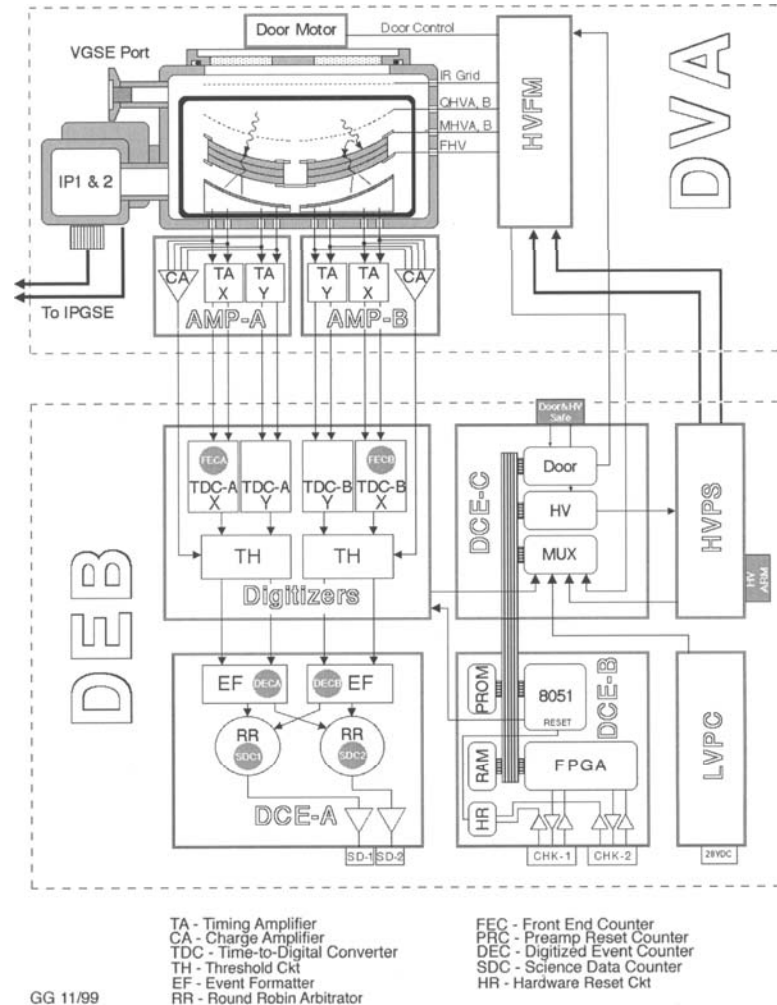 Door Motor
Door Control
VGSE Port
IR Grid
QHVA, B
MHVA, B
FHV
HVFM
DVA
IP1 & 2
To IPGSE
CA
TA X
TA Y
TA Y
TA X
CA
AMP-A
AMP-B
DEB
FECA
TDC-A X
TDC-A Y
TDC-B Y
FECB
TDC-B X
TH
TH
Digitizers
Door&HV Safe
DCE-C
Door
HV
MUX
HVPS
HV ARM
EF
DECA
DECB
EF
RR
SDC1
RR
SDC2
DCE-A
SD-1
SD-2
PROM
8051
RESET
DCE-B
RAM
FPGA
HR
CHK-1
CHK-2
LVPC
28VDC
TA - Timing Amplifier
CA - Charge Amplifier
TDC - Time-to-Digital Converter
TH - Threshold Ckt
EF - Event Formatter
RR - Round Robin Arbitrator
FEC - Front End Counter
PRC - Preamp Reset Counter
DEC - Digitized Event Counter
SDC - Science Data Counter
HR - Hardware Reset Ckt
GG 11/99